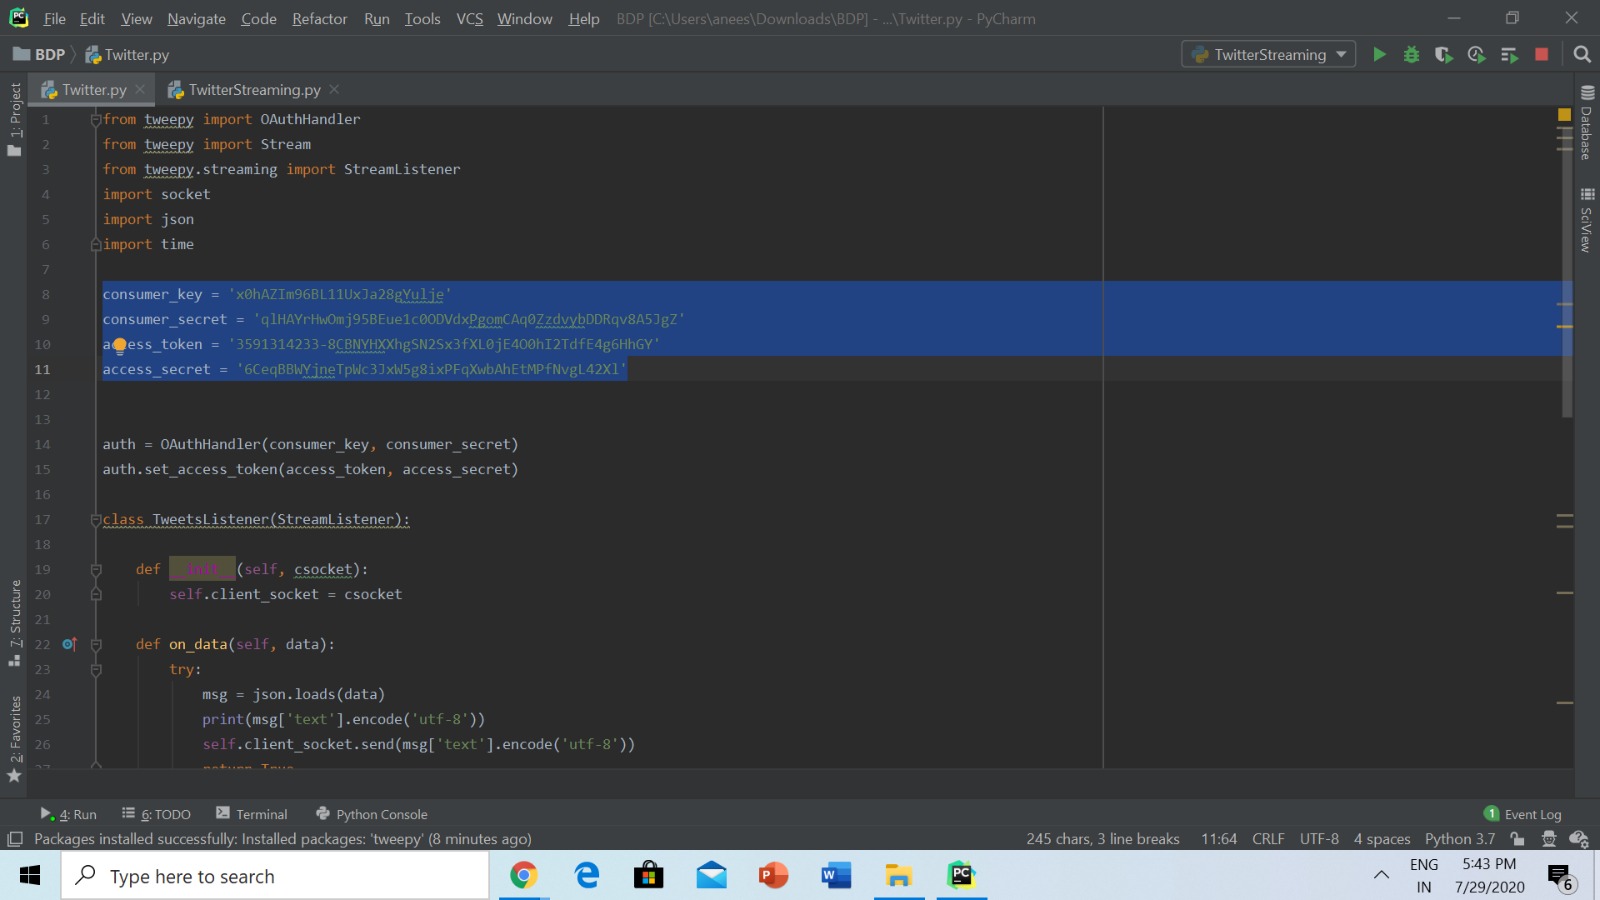 File Edit View Navigate Code Refactor Run Tools VCS Window Help BDP [C:\Users\anees\Downloads\BDP] - ...\Twitter.py - PyCharm
BDP Twitter.py TwitterStreaming
Twitter.py TwitterStreaming.py
1 from tweepy import OAuthHandler
2 from tweepy import Stream
3 from tweepy.streaming import StreamListener
4 import socket
5 import json
6 import time
7
8 consumer_key = 'x0hAZIm96BL11UxJa28gYulje'
9 consumer_secret = 'qlHAYrHwOmj95BEue1c0ODVdxPgomCAq0ZzdvybDDRqv8A5JgZ'
10 access_token = '3591314233-8CBNYHXXhgSN2Sx3fXL0jE4O0hI2TdfE4g6HhGY'
11 access_secret = '6CeqBBWYjneTpWc3JxW5g8ixPFqXwbAhEtMPfNvgL42Xl'
12
13
14 auth = OAuthHandler(consumer_key, consumer_secret)
15 auth.set_access_token(access_token, access_secret)
16
17 class TweetsListener(StreamListener):
18
19 def __init__(self, csocket):
20 self.client_socket = csocket
21
22 def on_data(self, data):
23 try:
24 msg = json.loads(data)
25 print(msg['text'].encode('utf-8'))
26 self.client_socket.send(msg['text'].encode('utf-8'))
27 return True
1: Project
7: Structure
2: Favorites
Database
SciView
4: Run 6: TODO Terminal Python Console 1 Event Log
Packages installed successfully: Installed packages: 'tweepy' (8 minutes ago) 245 chars, 3 line breaks 11:64 CRLF UTF-8 4 spaces Python 3.7
Type here to search
ENG 5:43 PM
IN 7/29/2020 6